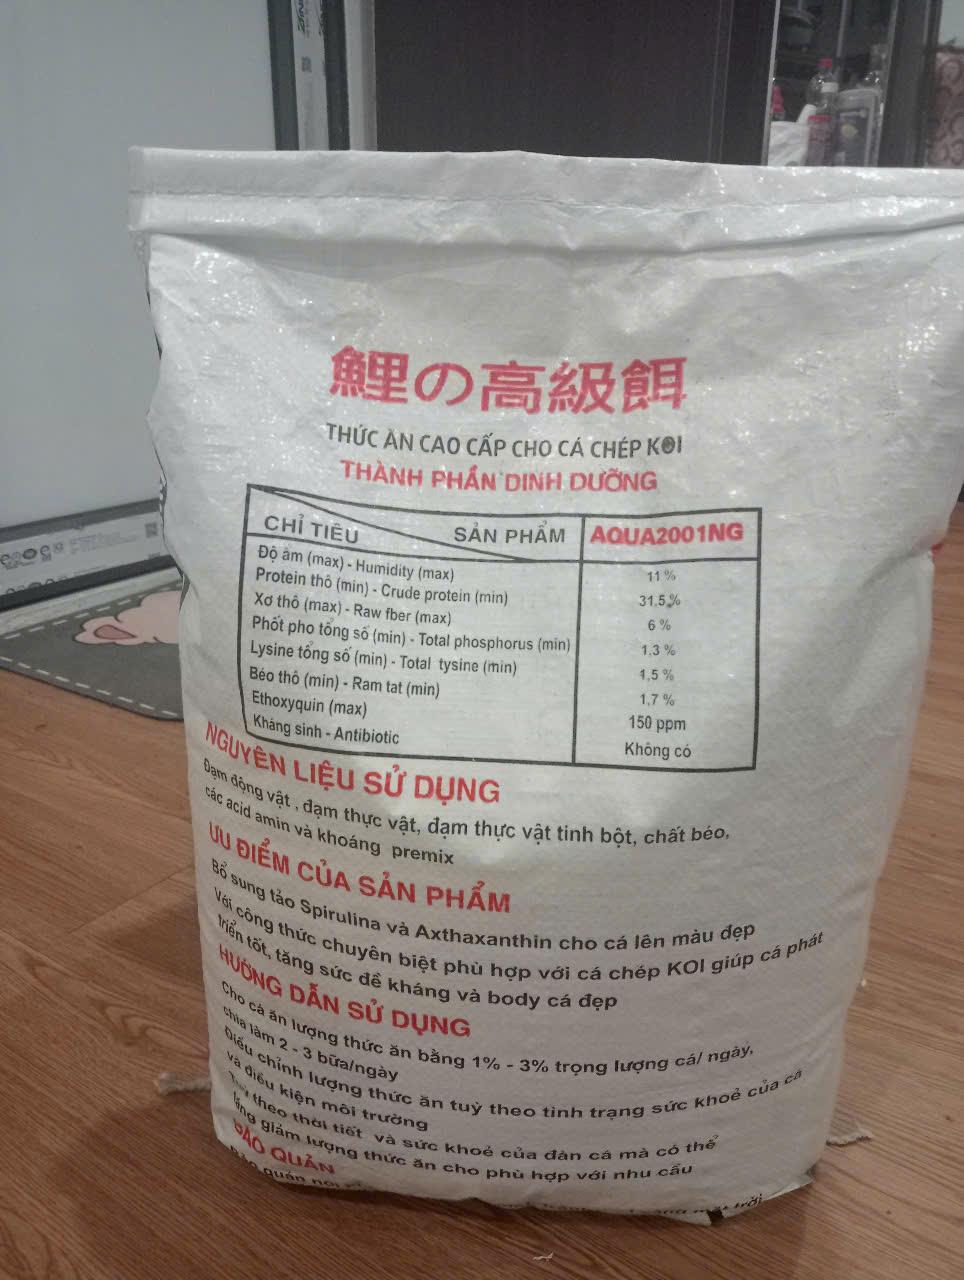 鯉の高級餌
THỨC ĂN CAO CẤP CHO CÁ CHÉP KOI
THÀNH PHẦN DINH DƯỠNG
CHỈ TIÊU SẢN PHẨM AQUA2001NG
Độ âm (max) - Humidity (max) 11 %
Protein thô (min) - Crude protein (min) 31.5%
Xơ thô (max) - Raw fber (max) 6 %
Phốt pho tổng số (min) - Total phosphorus (min) 1.3 %
Lysine tổng số (min) - Total tysine (min) 1,5 %
Béo thô (min) - Ram tat (min) 1,7 %
Ethoxyquin (max) 150 ppm
Kháng sinh - Antibiotic Không có
NGUYÊN LIỆU SỬ DỤNG
Đạm động vật , đạm thực vật, đạm thực vật tinh bột, chất béo,
các acid amin và khoáng premix
ƯU ĐIỂM CỦA SẢN PHẨM
Bổ sung tảo Spirulina và Axthaxanthin cho cá lên màu đẹp
Với công thức chuyên biệt phù hợp với cá chép KOI giúp cá phát
triển tốt, tăng sức đề kháng và body cá đẹp
HƯỚNG DẪN SỬ DỤNG
Cho cá ăn lượng thức ăn bằng 1% - 3% trọng lượng cá/ ngày,
chia làm 2 - 3 bữa/ngày
Điều chỉnh lượng thức ăn tuỳ theo tình trạng sức khoẻ của cá
và điều kiện môi trường
Tuỳ theo thời tiết và sức khoẻ của đàn cá mà có thể
tăng giảm lượng thức ăn cho phù hợp với nhu cầu
BẢO QUẢN
Bảo quản nơi
mặt trời